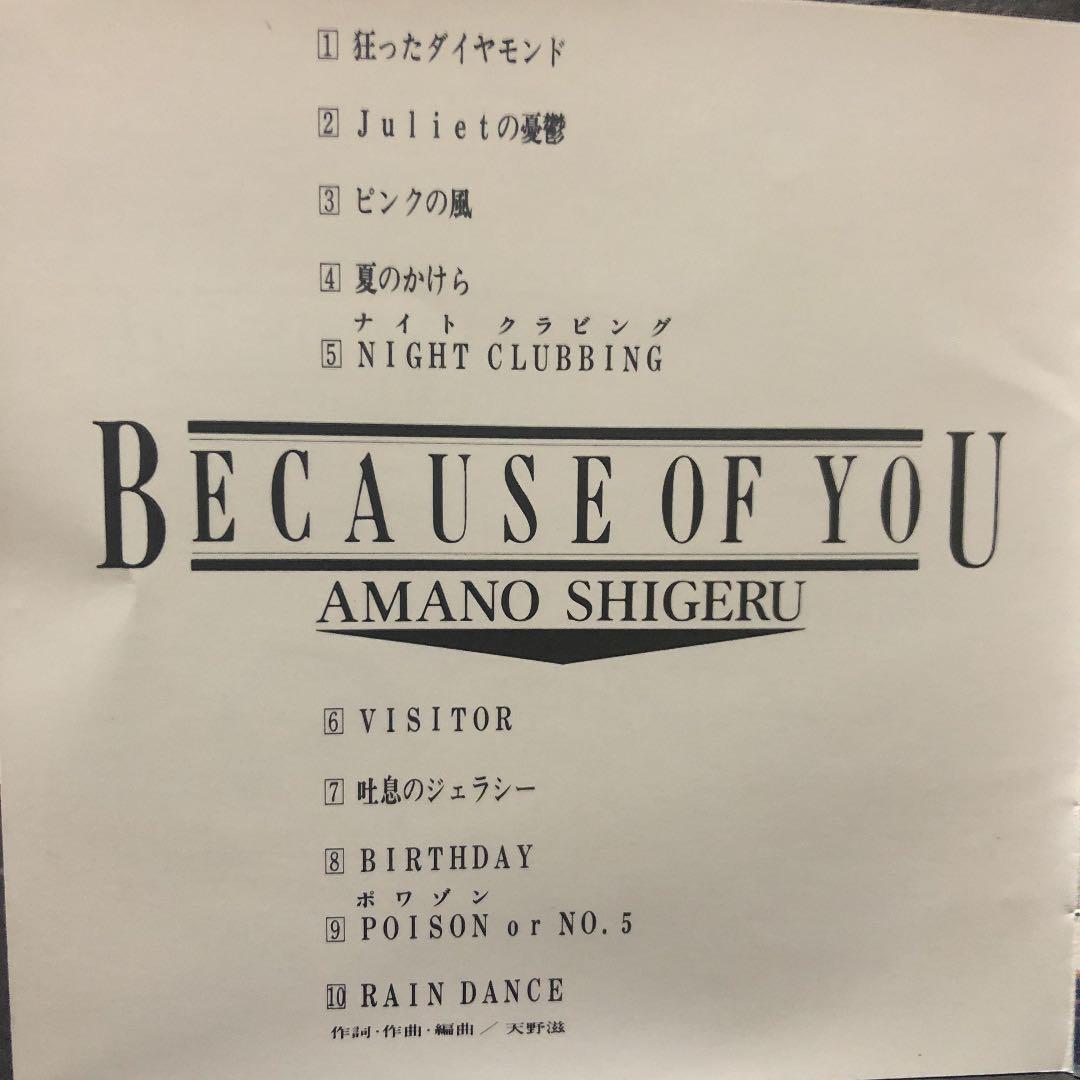 1 狂ったダイヤモンド
2 Julietの憂鬱
3 ピンクの風
4 夏のかけら
ナイト クラビング
5 NIGHT CLUBBING
BECAUSE OF YOU
AMANO SHIGERU
6 VISITOR
7 吐息のジェラシー
8 BIRTHDAY
ポワゾン
9 POISON or NO.5
10 RAIN DANCE
作詞・作曲・編曲／天野滋